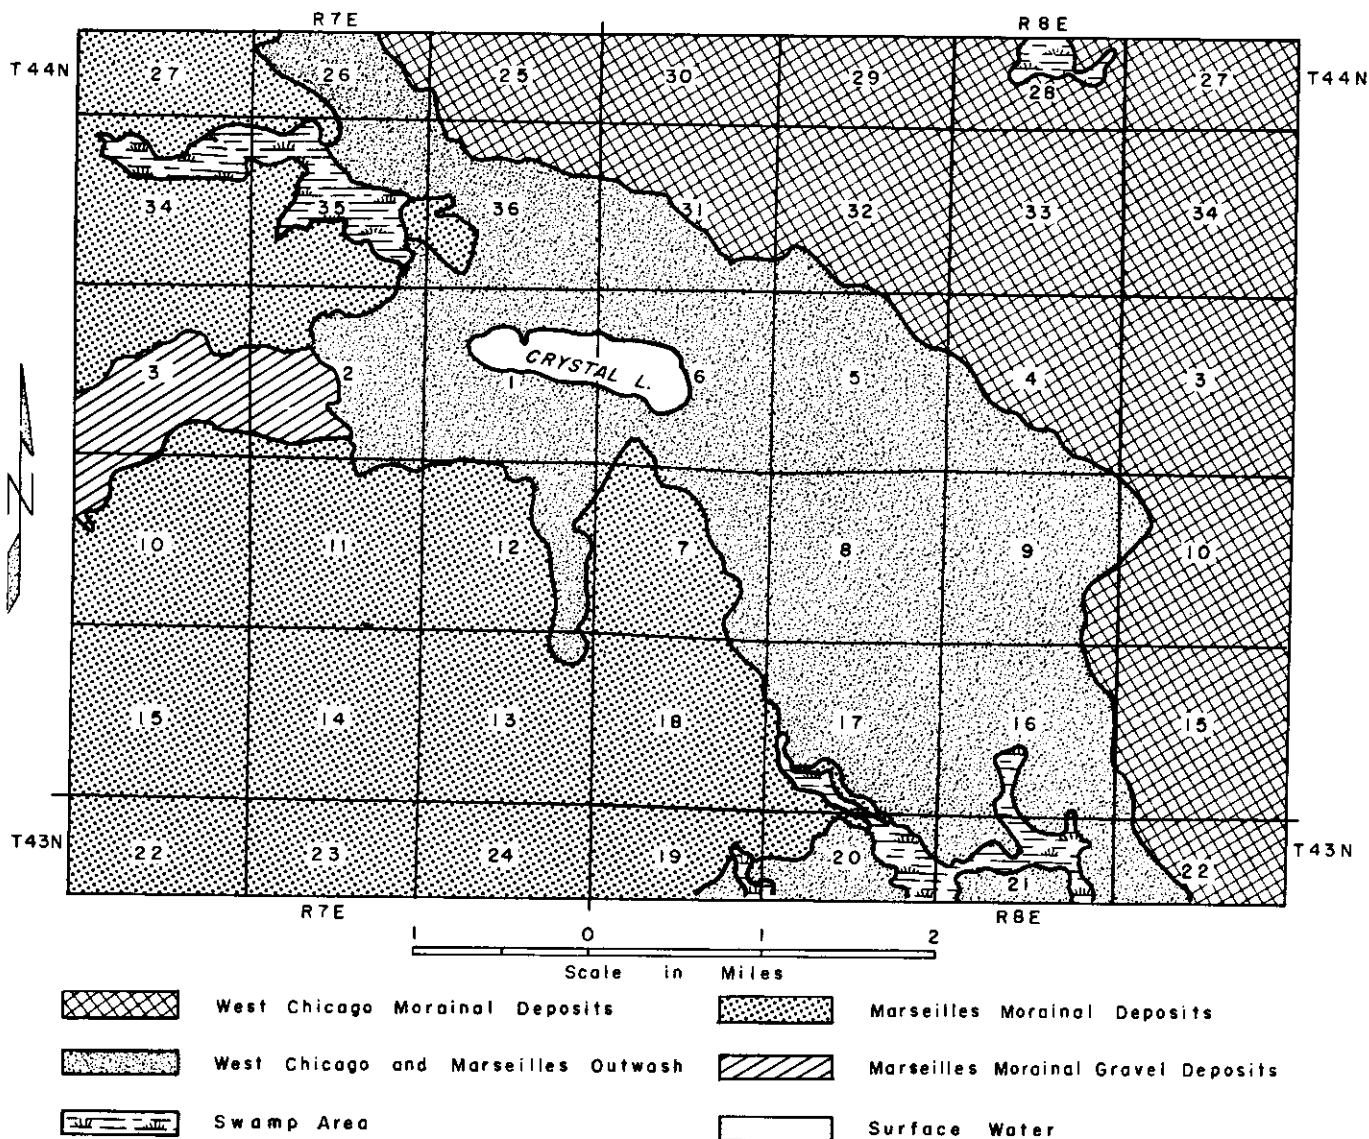 R7E R8E
T44N 27 26 25 30 29 28 27 T44N
34 35 36 31 32 33 34
3 2 1 CRYSTAL L. 6 5 4 3
10 11 12 7 8 9 10
15 14 13 18 17 16 15
T43N 22 23 24 19 20 21 22 T43N
R7E R8E
N
1 0 1 2
Scale in Miles
West Chicago Morainal Deposits
Marseilles Morainal Deposits
West Chicago and Marseilles Outwash
Marseilles Morainal Gravel Deposits
Swamp Area
Surface Water